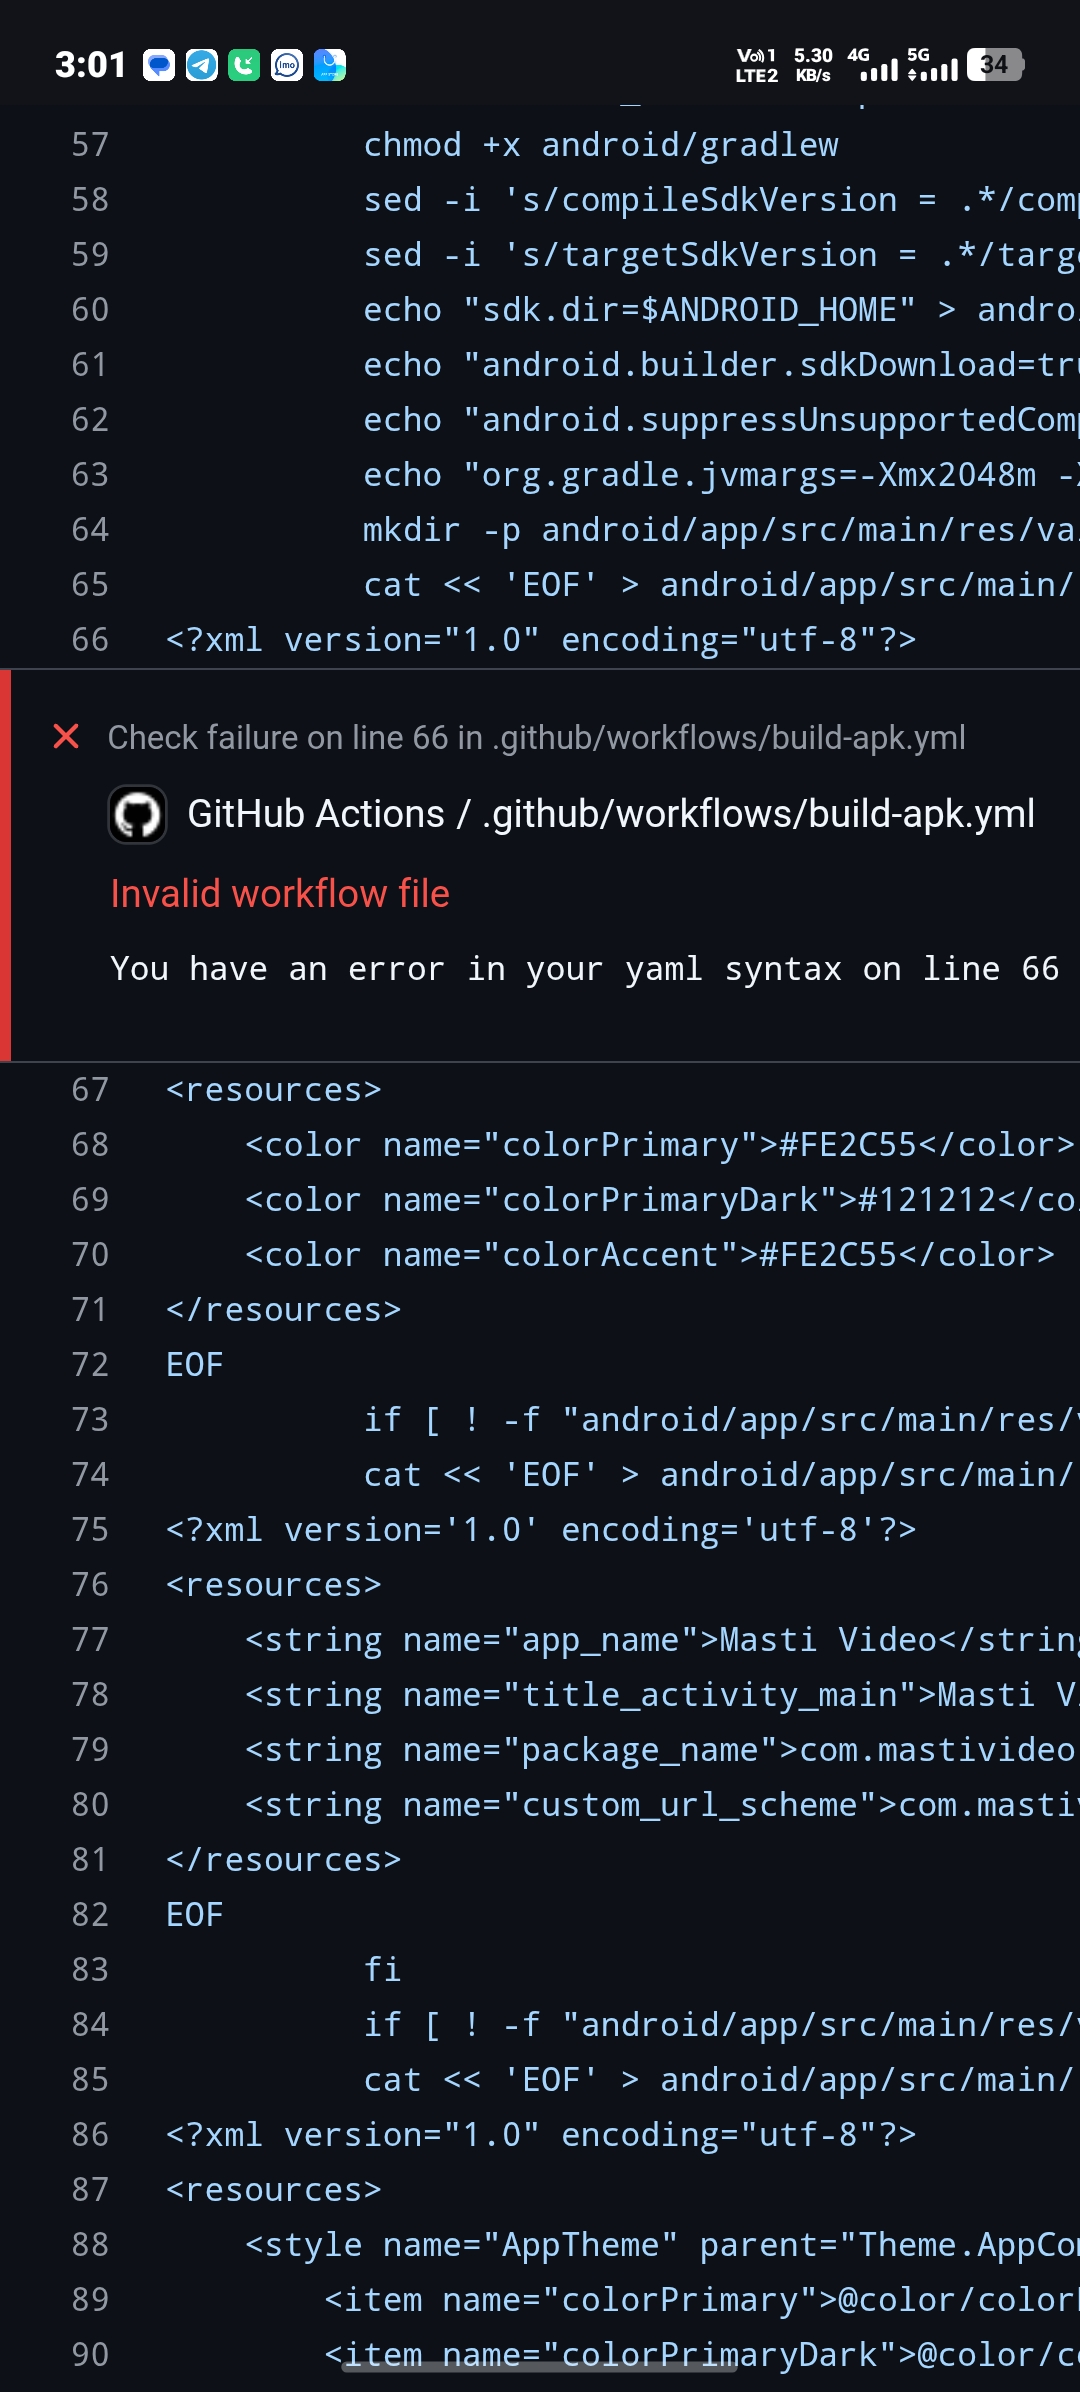 3:01 imo Vo) 1 LTE2 5.30 KB/s 4G 5G 34
57 chmod +x android/gradlew
58 sed -i 's/compileSdkVersion = .*/comp
59 sed -i 's/targetSdkVersion = .*/targe
60 echo "sdk.dir=$ANDROID_HOME" > andro
61 echo "android.builder.sdkDownload=tru
62 echo "android.suppressUnsupportedComp
63 echo "org.gradle.jvmargs=-Xmx2048m -X
64 mkdir -p android/app/src/main/res/va
65 cat << 'EOF' > android/app/src/main/
66 <?xml version="1.0" encoding="utf-8"?>
Check failure on line 66 in .github/workflows/build-apk.yml
GitHub Actions / .github/workflows/build-apk.yml
Invalid workflow file
You have an error in your yaml syntax on line 66
67 <resources>
68 <color name="colorPrimary">#FE2C55</color>
69 <color name="colorPrimaryDark">#121212</co
70 <color name="colorAccent">#FE2C55</color>
71 </resources>
72 EOF
73 if [ ! -f "android/app/src/main/res/v
74 cat << 'EOF' > android/app/src/main/
75 <?xml version='1.0' encoding='utf-8'?>
76 <resources>
77 <string name="app_name">Masti Video</string
78 <string name="title_activity_main">Masti V
79 <string name="package_name">com.mastivideo
80 <string name="custom_url_scheme">com.mastiv
81 </resources>
82 EOF
83 fi
84 if [ ! -f "android/app/src/main/res/v
85 cat << 'EOF' > android/app/src/main/
86 <?xml version="1.0" encoding="utf-8"?>
87 <resources>
88 <style name="AppTheme" parent="Theme.AppCom
89 <item name="colorPrimary">@color/color
90 <item name="colorPrimaryDark">@color/co